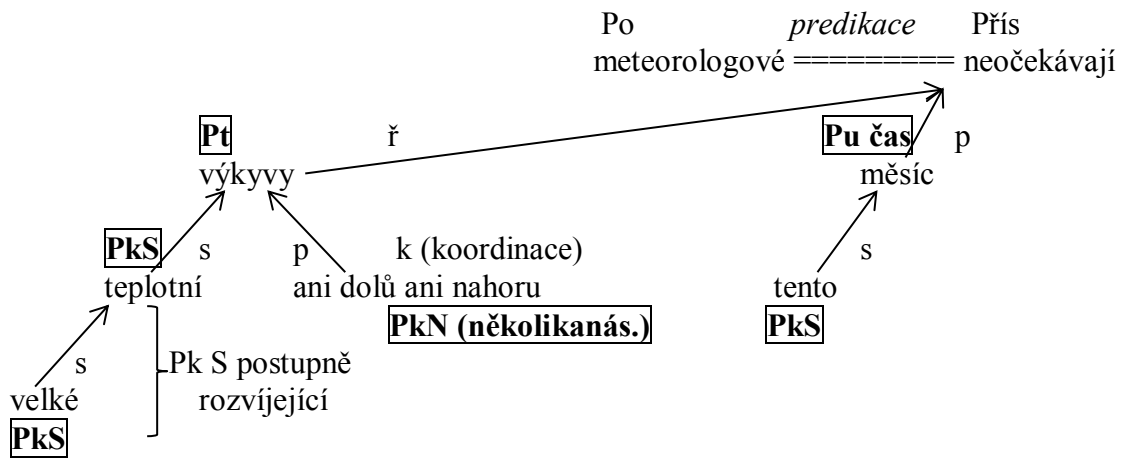 Po predikace Přís
meteorologové ========= neočekávají
Pt ř Pu čas p
výkyvy měsíc
PkS s p k (koordinace) s
teplotní ani dolů ani nahoru tento
PkN (několikanás.) PkS
s Pk S postupně
velké rozvíjející
PkS